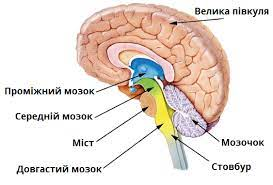 Велика півкуля
Проміжний мозок
Середній мозок
Міст
Мозочок
Довгастий мозок
Стовбур